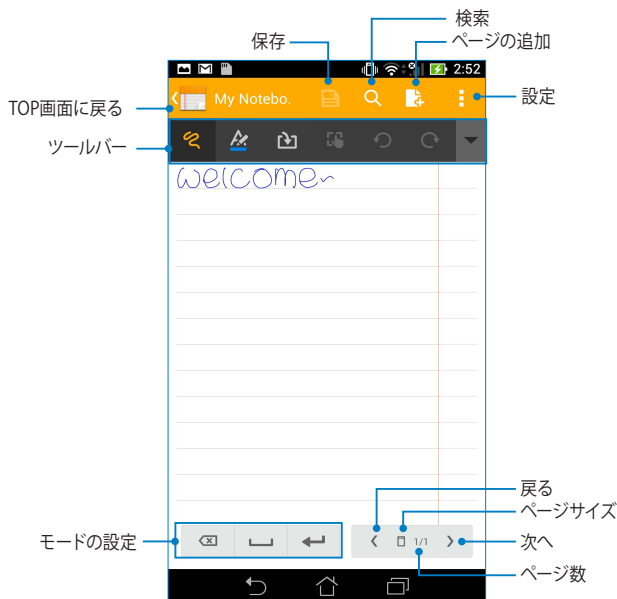 検索
保存
ページの追加
2:52
My Notebo.
設定
TOP画面に戻る
ツールバー
welcome~
戻る
ページサイズ
モードの設定
1/1
次へ
ページ数